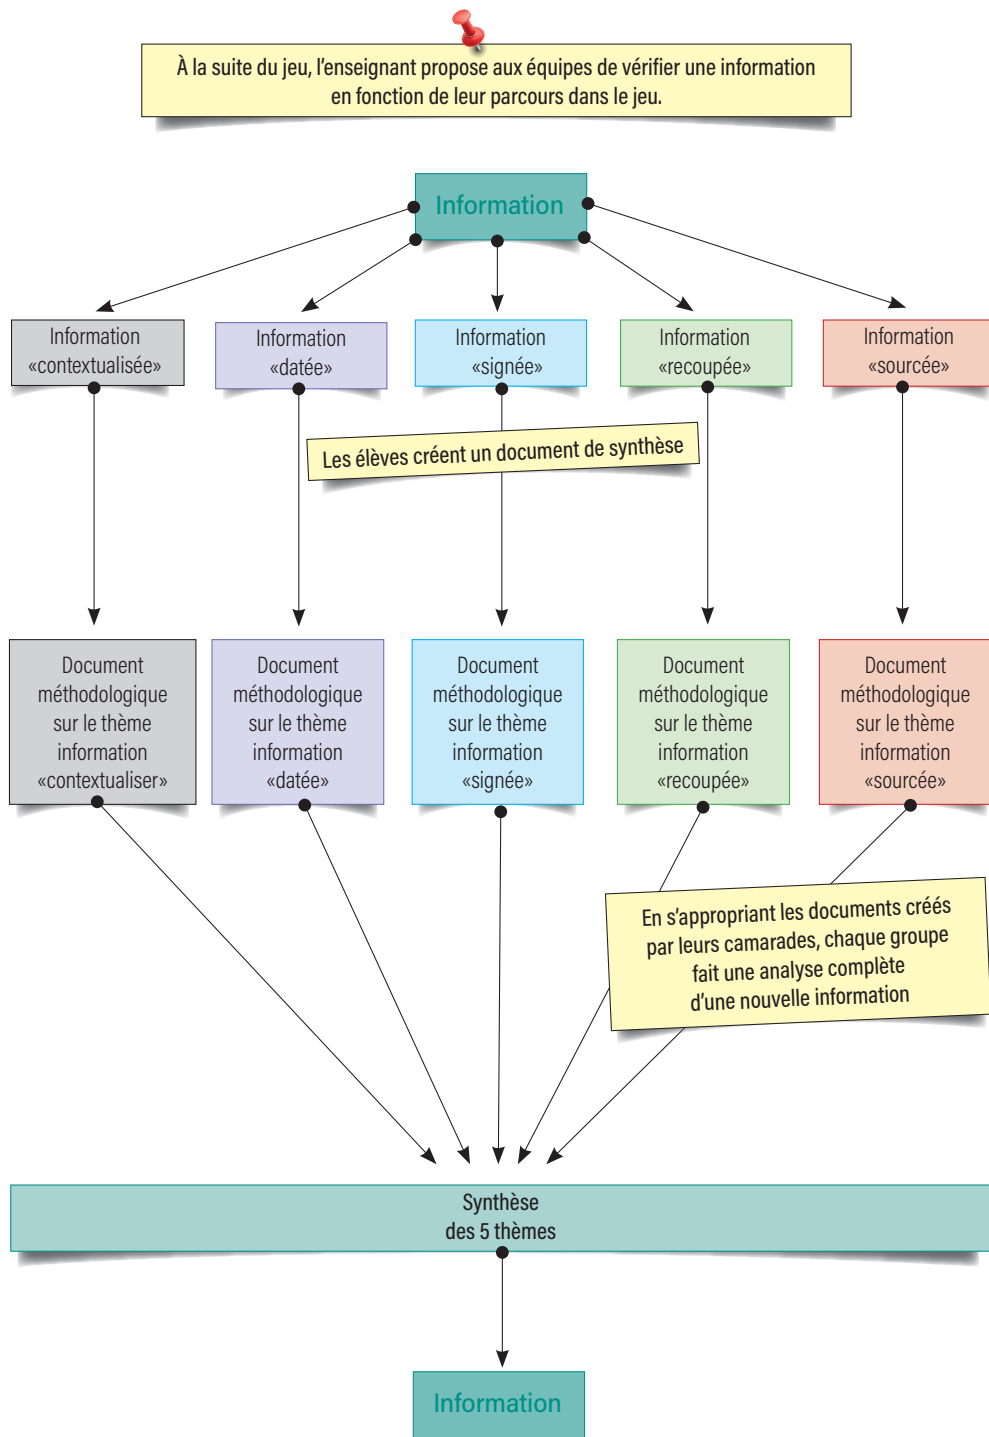 À la suite du jeu, l'enseignant propose aux équipes de vérifier une information
en fonction de leur parcours dans le jeu.
Information
Information
«contextualisée»
Information
«datée»
Information
«signée»
Information
«recoupée»
Information
«sourcée»
Les élèves créent un document de synthèse
Document
méthodologique
sur le thème
information
«contextualiser»
Document
méthodologique
sur le thème
information
«datée»
Document
méthodologique
sur le thème
information
«signée»
Document
méthodologique
sur le thème
information
«recoupée»
Document
méthodologique
sur le thème
information
«sourcée»
En s'appropriant les documents créés
par leurs camarades, chaque groupe
fait une analyse complète
d'une nouvelle information
Synthèse
des 5 thèmes
Information